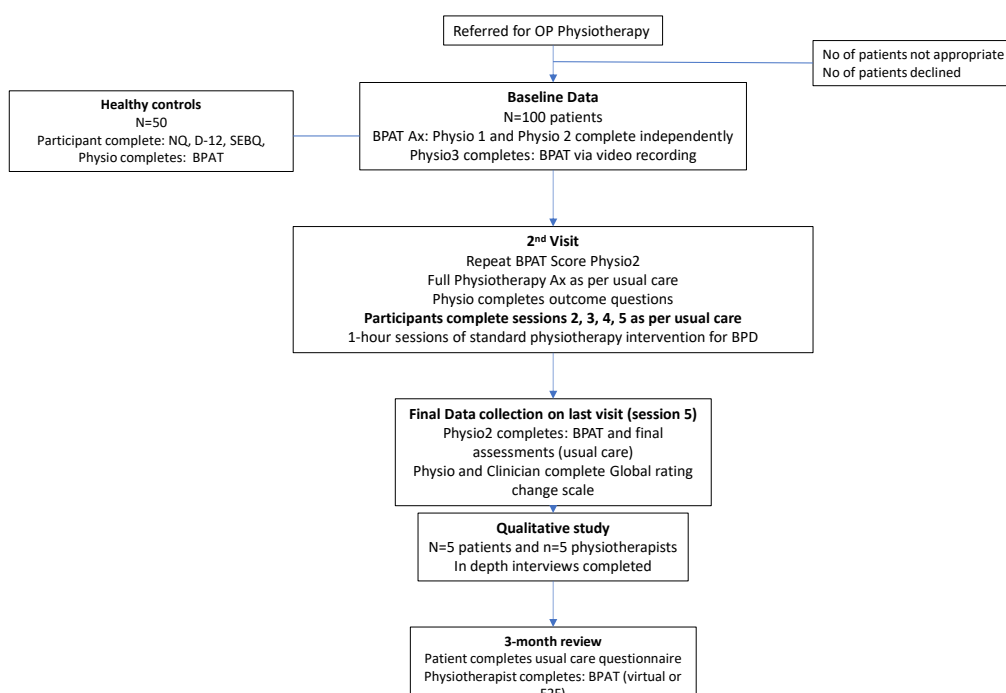 Referred for OP Physiotherapy
No of patients not appropriate
No of patients declined
Healthy controls
N=50
Participant complete: NQ, D-12, SEBQ,
Physio completes: BPAT
Baseline Data
N=100 patients
BPAT Ax: Physio 1 and Physio 2 complete independently
Physio3 completes: BPAT via video recording
2nd Visit
Repeat BPAT Score Physio2
Full Physiotherapy Ax as per usual care
Physio completes outcome questions
Participants complete sessions 2, 3, 4, 5 as per usual care
1-hour sessions of standard physiotherapy intervention for BPD
Final Data collection on last visit (session 5)
Physio2 completes: BPAT and final
assessments (usual care)
Physio and Clinician complete Global rating
change scale
Qualitative study
N=5 patients and n=5 physiotherapists
In depth interviews completed
3-month review
Patient completes usual care questionnaire
Physiotherapist completes: BPAT (virtual or